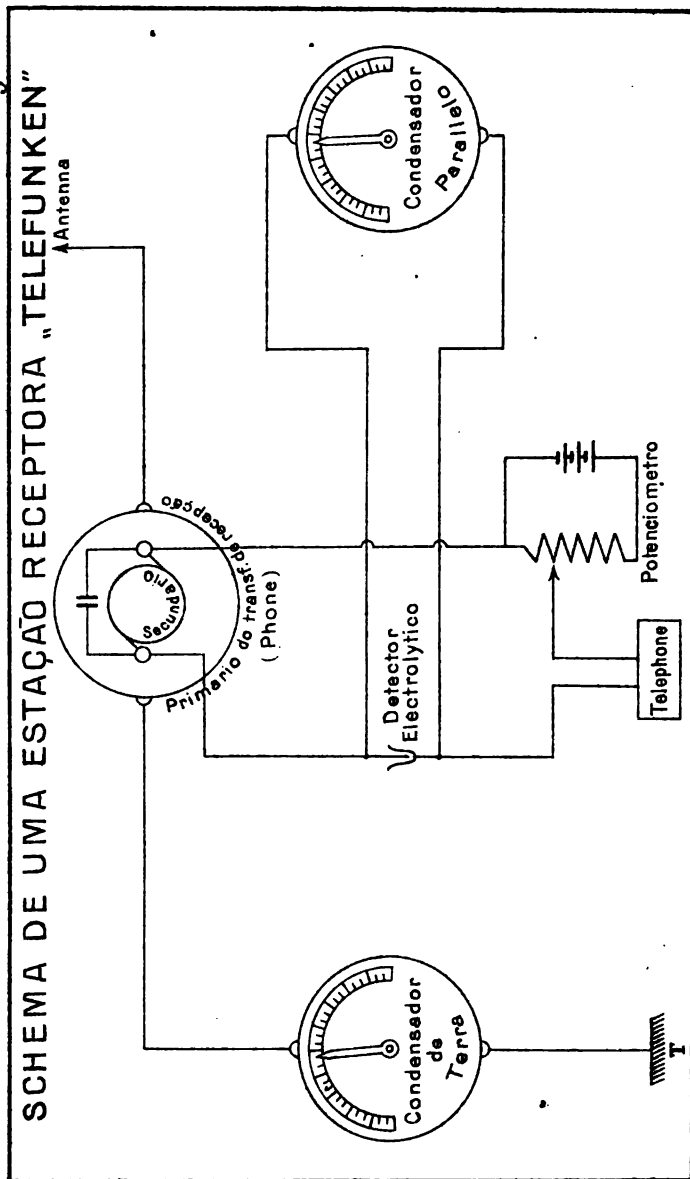 SCHEMA DE UMA ESTAÇÃO RECEPTORA „TELEFUNKEN”
Antenna
Secundario
Primario do transf. de recepção
(Phone)
Condensador
Parallelo
Detector
Electrolytico
Condensador
de
Terra
Potenciometro
Telephone
T